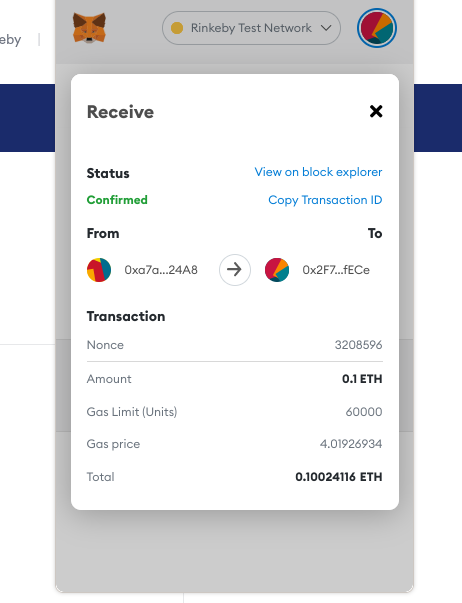 eby
Rinkeby Test Network
Receive
Status
View on block explorer
Confirmed
Copy Transaction ID
From
To
0xa7a...24A8
0x2F7...fECe
Transaction
Nonce
3208596
Amount
0.1 ETH
Gas Limit (Units)
60000
Gas price
4.01926934
Total
0.10024116 ETH